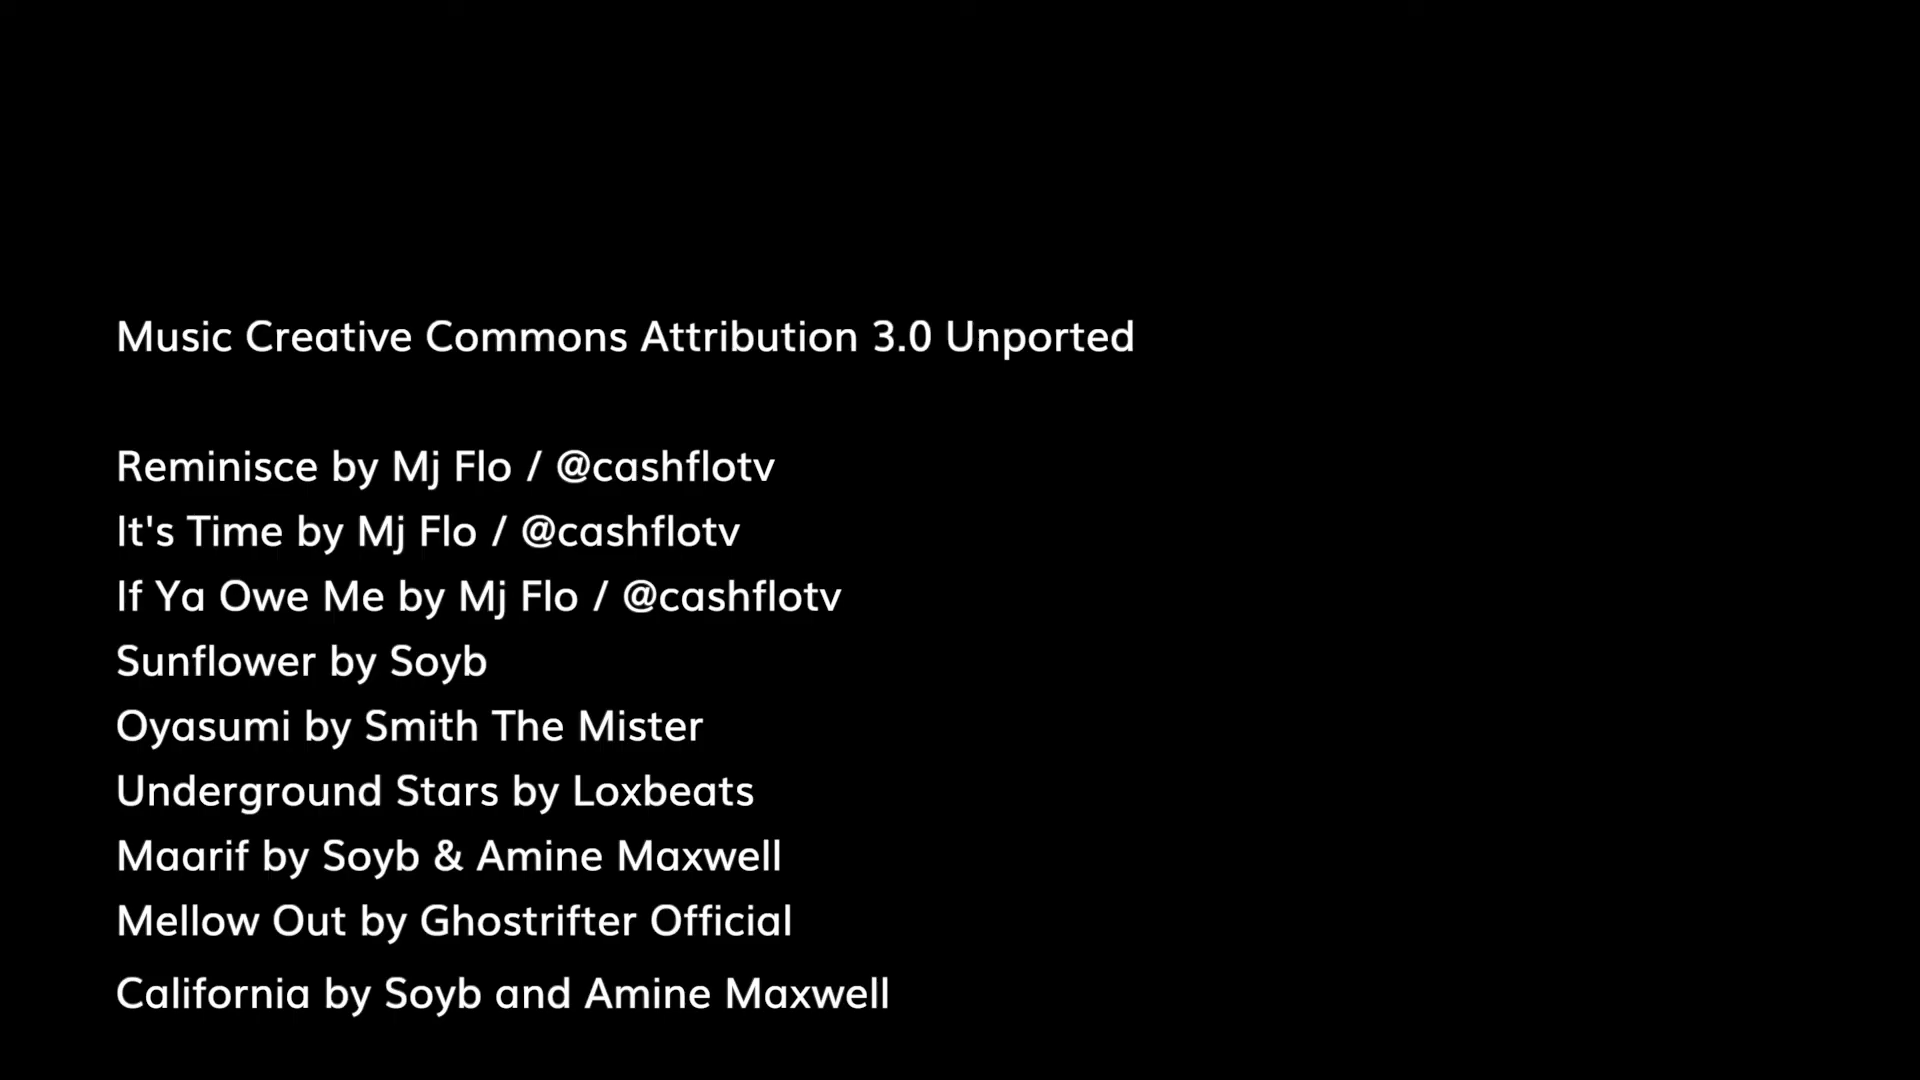 Music Creative Commons Attribution 3.0 Unported
Reminisce by Mj Flo / @cashflotv
It's Time by Mj Flo / @cashflotv
If Ya Owe Me by Mj Flo / @cashflotv
Sunflower by Soyb
Oyasumi by Smith The Mister
Underground Stars by Loxbeats
Maarif by Soyb & Amine Maxwell
Mellow Out by Ghostrifter Official
California by Soyb and Amine Maxwell